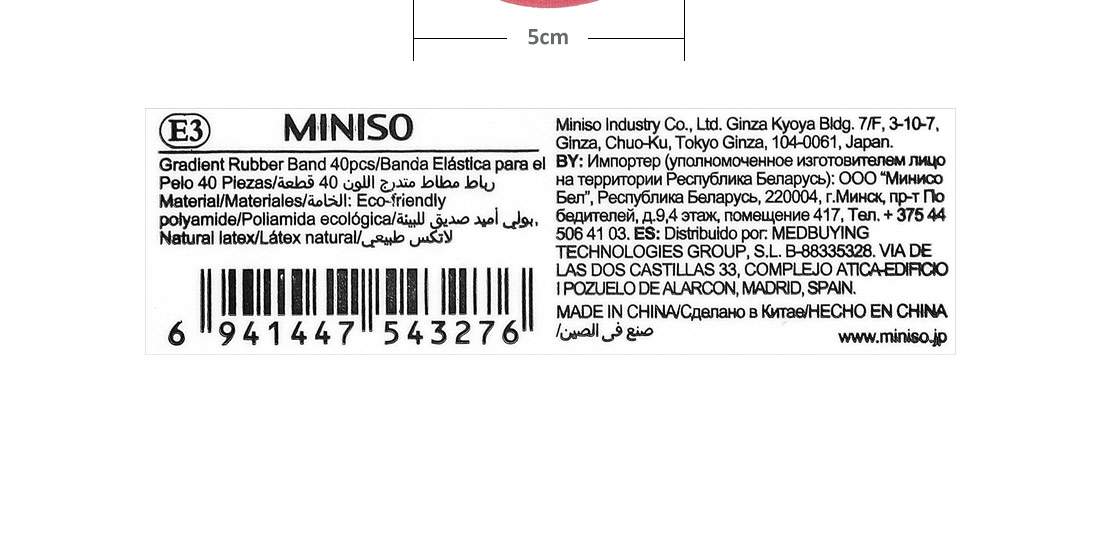 5cm
E3 MINISO
Gradient Rubber Band 40pcs/Banda Elástica para el
Pelo 40 Piezas/رباط مطاط متدرج اللون 40 قطعة
Material/Materiales/الخامة: Eco-friendly
polyamide/Poliamida ecológica/بولي أميد صديق للبيئة,
Natural latex/Látex natural/لاتكس طبيعي
6 941447 543276
Miniso Industry Co., Ltd. Ginza Kyoya Bldg. 7/F, 3-10-7,
Ginza, Chuo-Ku, Tokyo Ginza, 104-0061, Japan.
BY: Импортер (уполномоченное изготовителем лицо
на территории Республика Беларусь): ООО "Минисо
Бел", Республика Беларусь, 220004, г.Минск, пр-т По
бедителей, д.9,4 этаж, помещение 417, Тел. + 375 44
506 41 03. ES: Distribuido por: MEDBUYING
TECHNOLOGIES GROUP, S.L. B-88335328. VIA DE
LAS DOS CASTILLAS 33, COMPLEJO ATICA-EDIFICIO
I POZUELO DE ALARCON, MADRID, SPAIN.
MADE IN CHINA/Сделано в Китае/HECHO EN CHINA
/صنع في الصين
www.miniso.jp